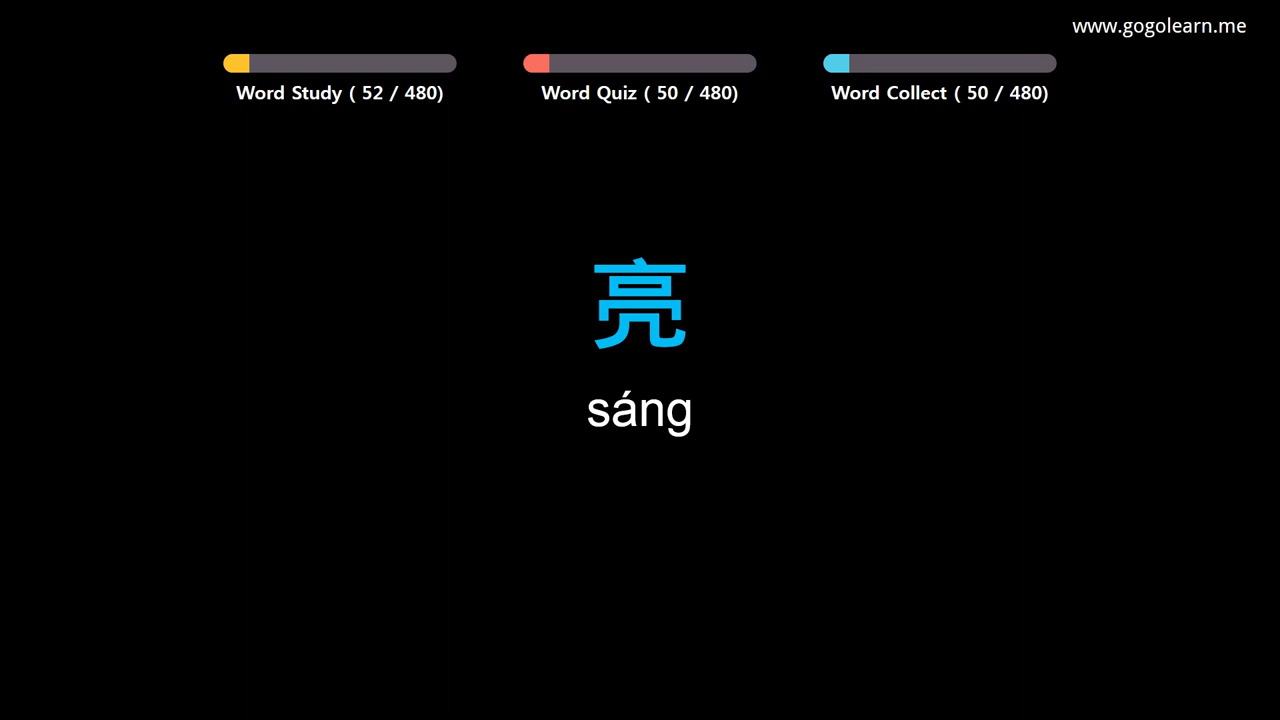 www.gogolearn.me
Word Study ( 52 / 480)
Word Quiz ( 50 / 480)
Word Collect ( 50 / 480)
亮
sáng